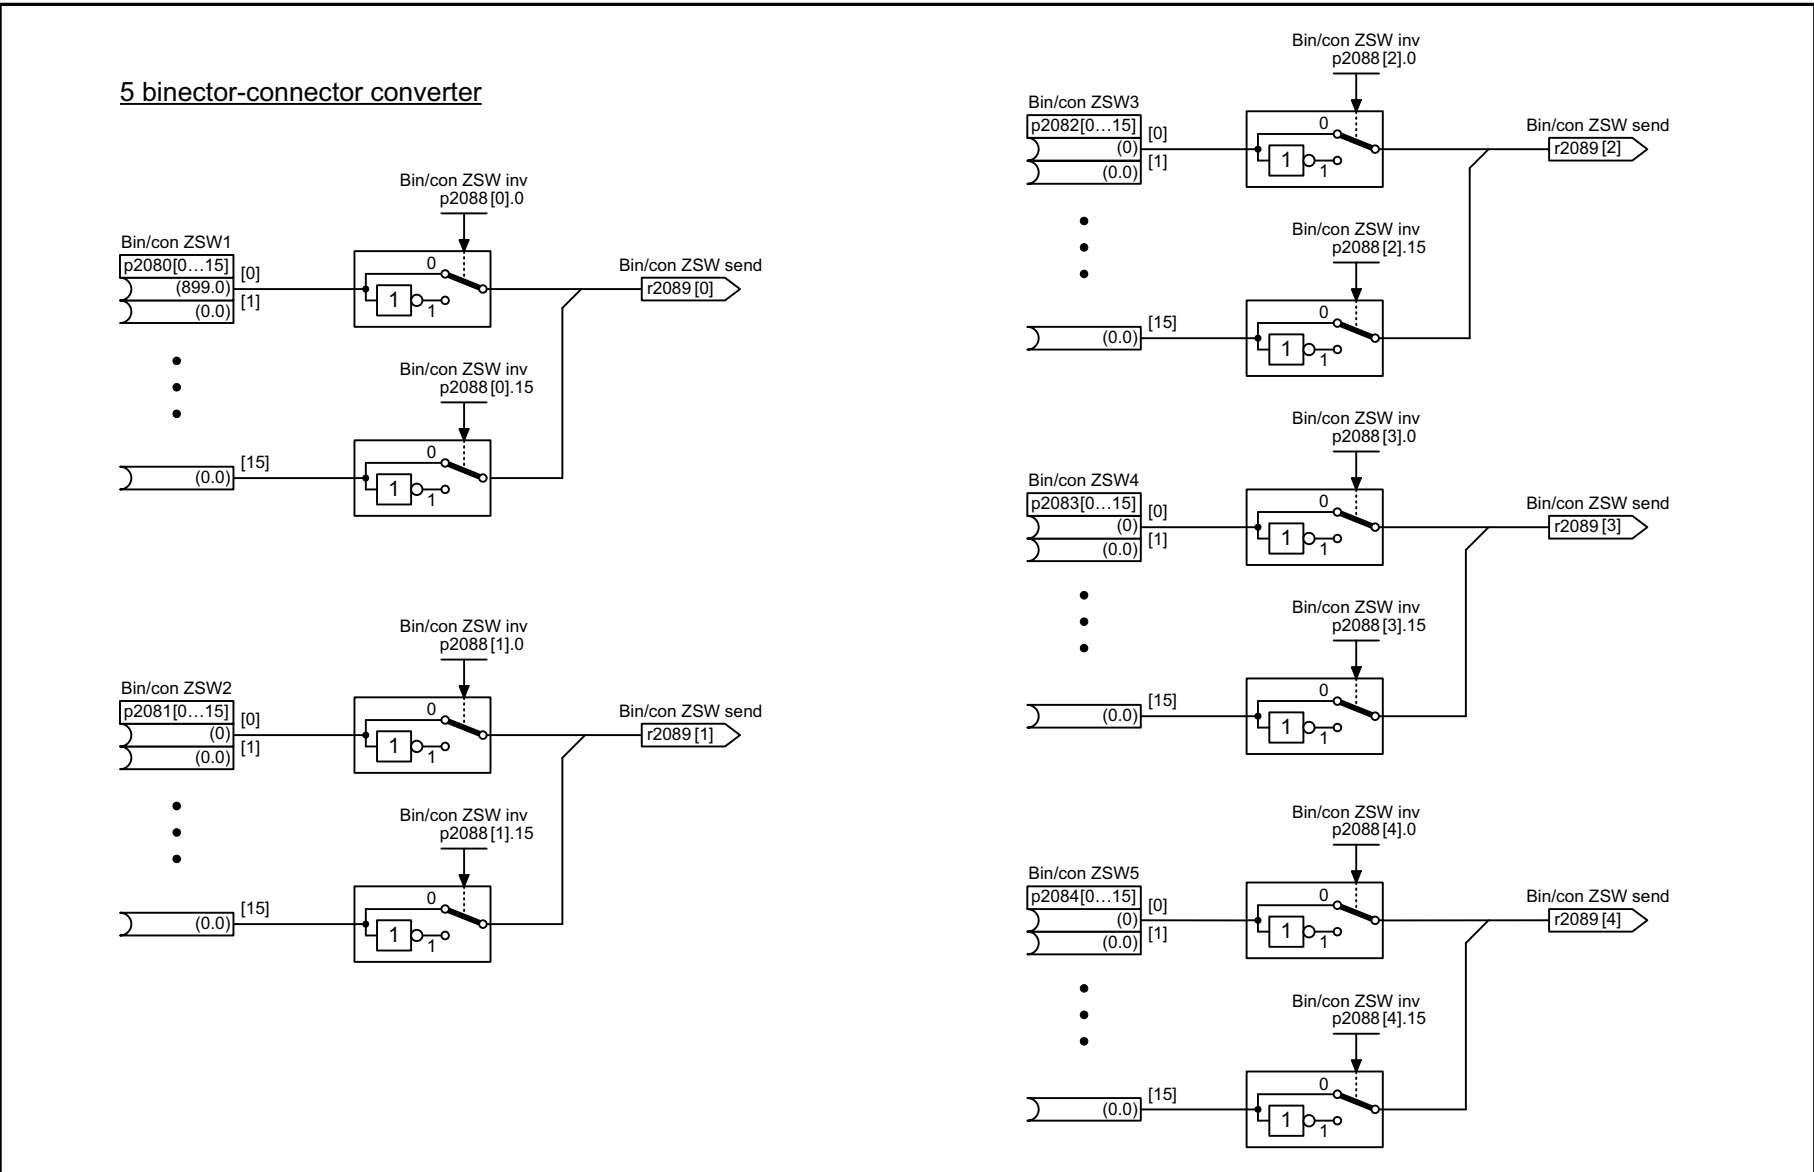 5 binector-connector converter
Bin/con ZSW inv
p2088[0].0
Bin/con ZSW1
p2080[0...15]
[0]
(899.0)
[1]
(0.0)
0
1
1
Bin/con ZSW send
r2089[0]
Bin/con ZSW inv
p2088[0].15
[15]
(0.0)
0
1
1
Bin/con ZSW inv
p2088[1].0
Bin/con ZSW2
p2081[0...15]
[0]
(0)
[1]
(0.0)
0
1
1
Bin/con ZSW send
r2089[1]
Bin/con ZSW inv
p2088[1].15
[15]
(0.0)
0
1
1
Bin/con ZSW inv
p2088[2].0
Bin/con ZSW3
p2082[0...15]
[0]
(0)
[1]
(0.0)
0
1
1
Bin/con ZSW send
r2089[2]
Bin/con ZSW inv
p2088[2].15
[15]
(0.0)
0
1
1
Bin/con ZSW inv
p2088[3].0
Bin/con ZSW4
p2083[0...15]
[0]
(0)
[1]
(0.0)
0
1
1
Bin/con ZSW send
r2089[3]
Bin/con ZSW inv
p2088[3].15
[15]
(0.0)
0
1
1
Bin/con ZSW inv
p2088[4].0
Bin/con ZSW5
p2084[0...15]
[0]
(0)
[1]
(0.0)
0
1
1
Bin/con ZSW send
r2089[4]
Bin/con ZSW inv
p2088[4].15
[15]
(0.0)
0
1
1